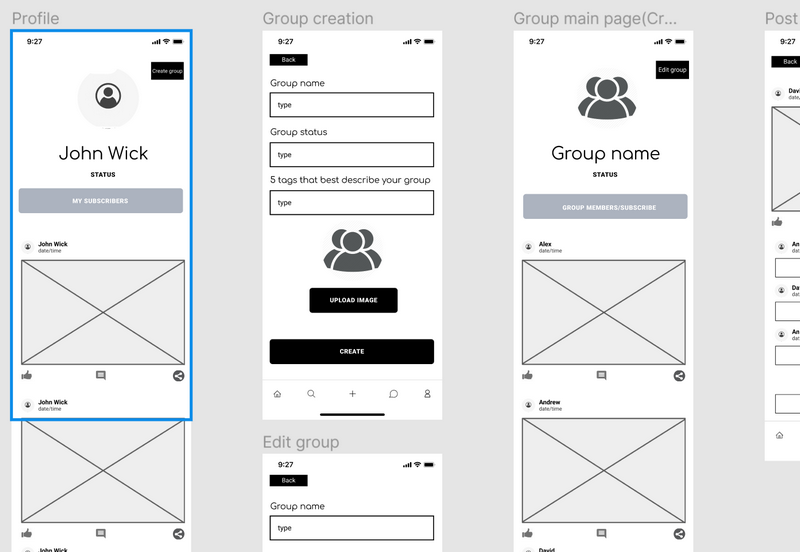 Profile
9:27
Create group
John Wick
STATUS
MY SUBSCRIBERS
John Wick
date/time
John Wick
date/time
John Wick
Group creation
9:27
Back
Group name
type
Group status
type
5 tags that best describe your group
type
UPLOAD IMAGE
CREATE
Edit group
9:27
Back
Group name
type
Group main page(Cr...
9:27
Edit group
Group name
STATUS
GROUP MEMBERS/SUBSCRIBE
Alex
date/time
Andrew
date/time
David
Post
9:27
Back
Davi
date,
An
dat
Da
dat
An
dat